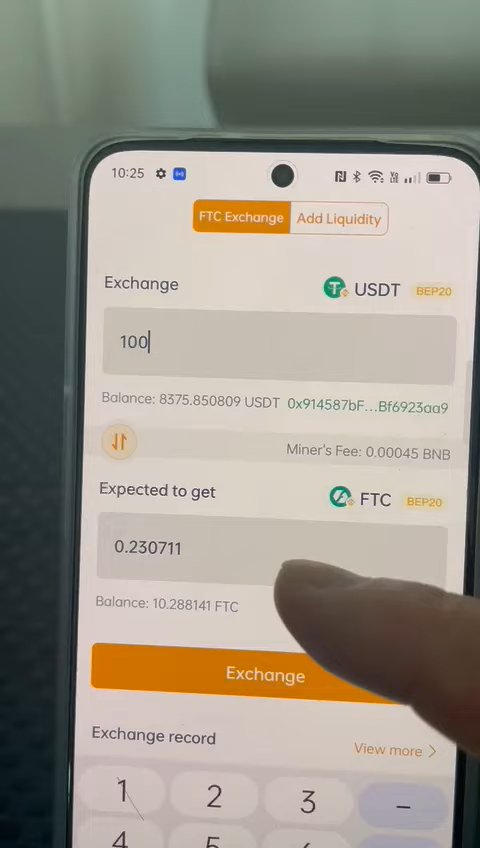 10:25
FTC Exchange Add Liquidity
Exchange USDT BEP20
100
Balance: 8375.850809 USDT 0x914587bF...Bf6923aa9
Miner's Fee: 0.00045 BNB
Expected to get FTC BEP20
0.230711
Balance: 10.288141 FTC
Exchange
Exchange record
View more >
1 2 3 –
4 5